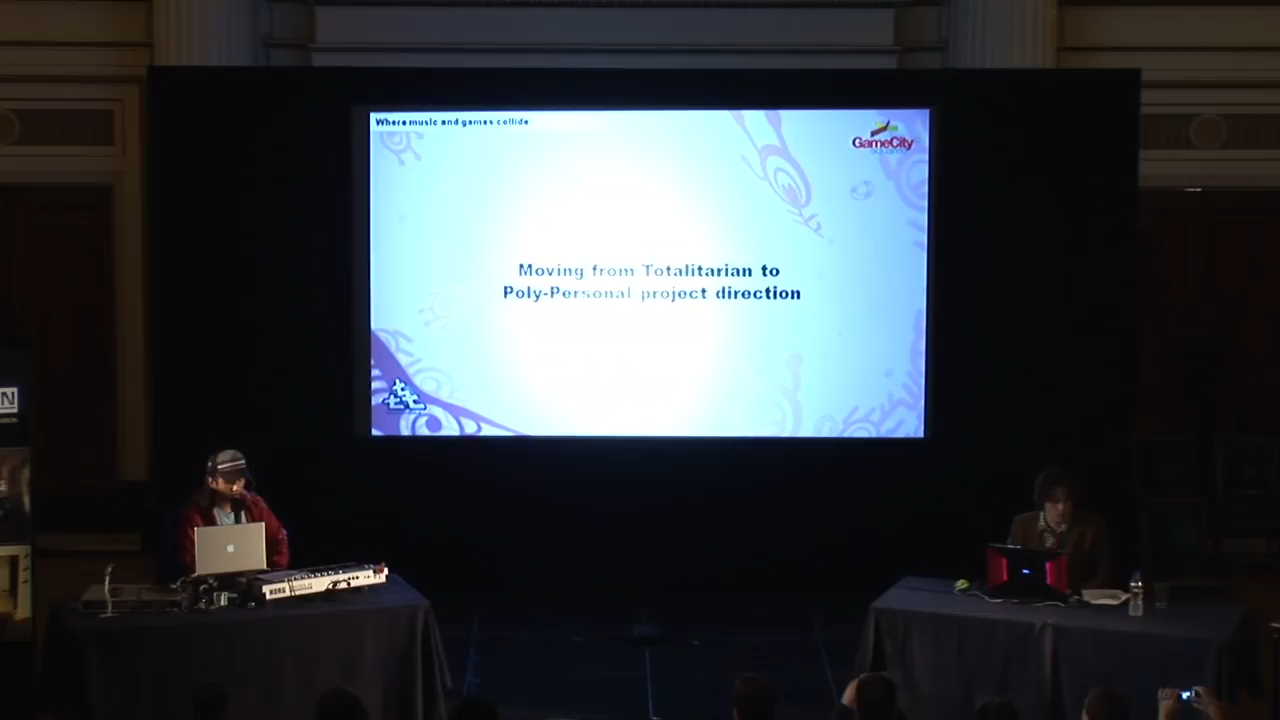 Where music and games collide
GameCity
Moving from Totalitarian to
Poly-Personal project direction
N
KORG